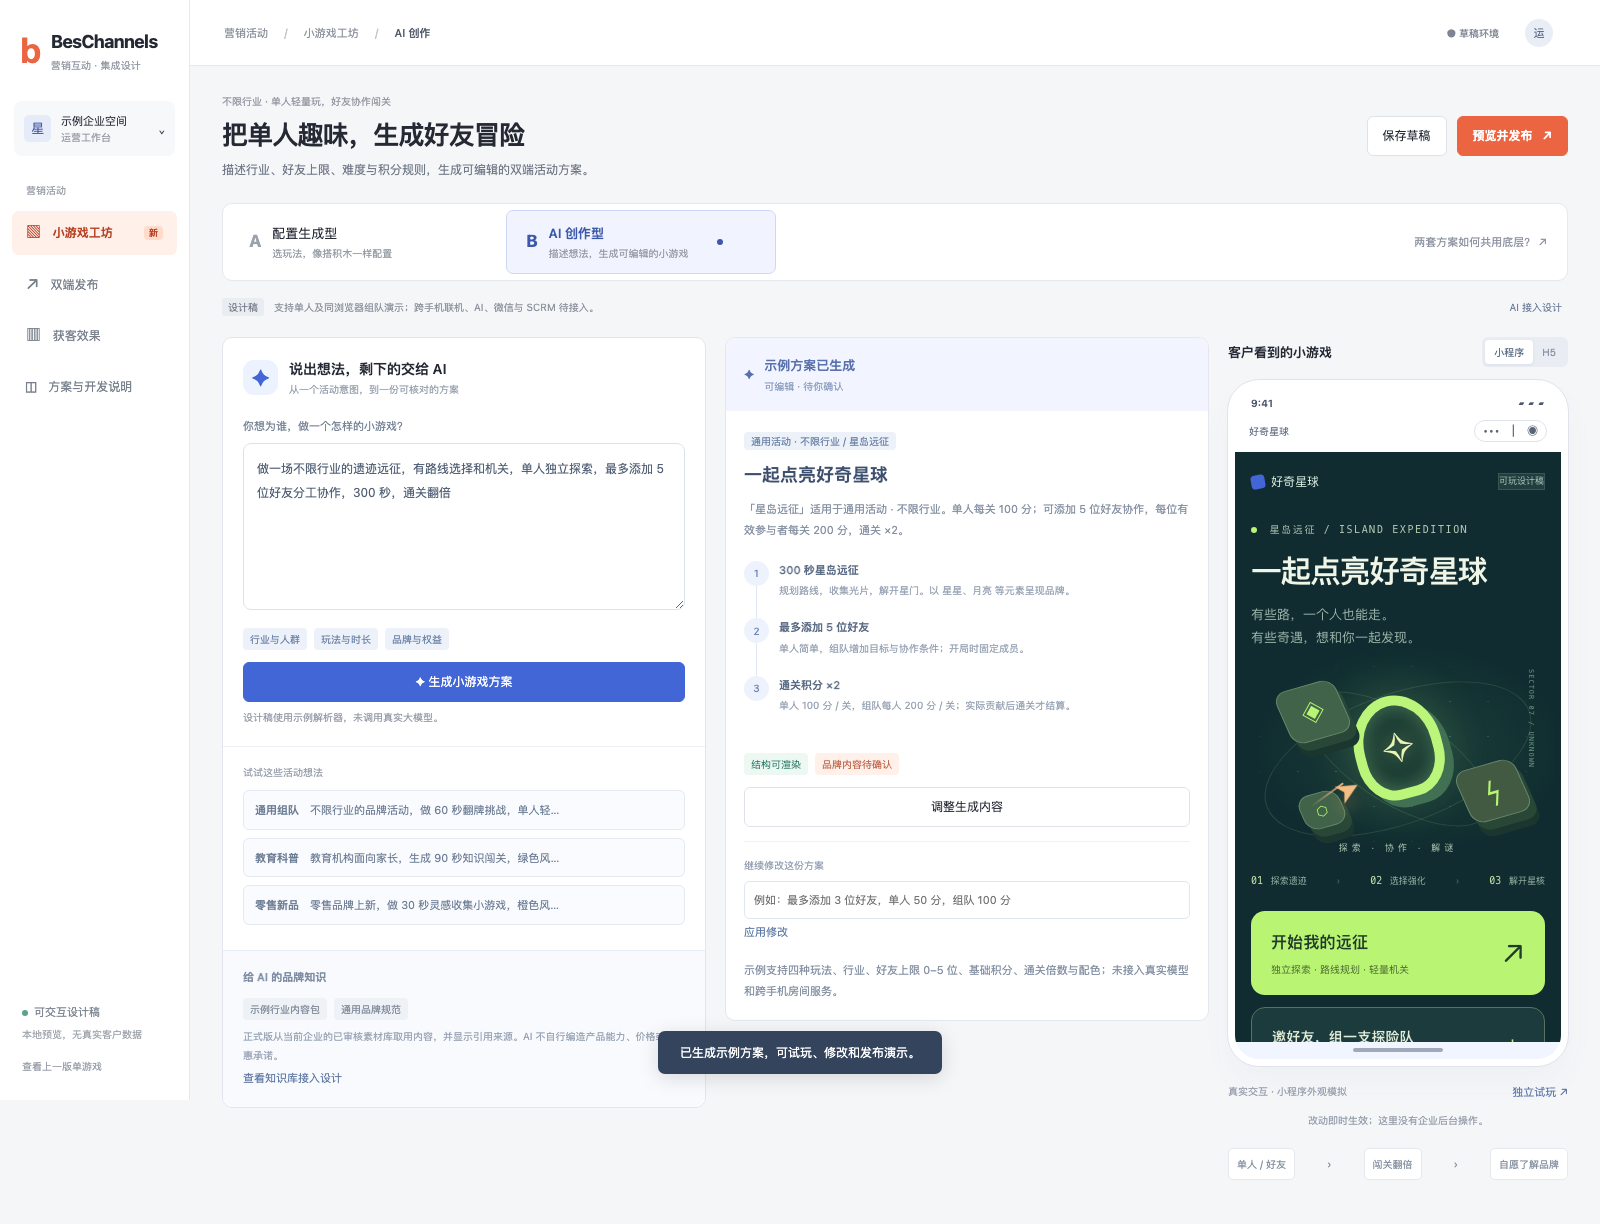 b BesChannels
营销互动 · 集成设计
星
示例企业空间
运营工作台
营销活动
小游戏工坊
新
双端发布
获客效果
方案与开发说明
可交互设计稿
本地预览，无真实客户数据
查看上一版单游戏
营销活动 / 小游戏工坊 / AI 创作
草稿环境
运
不限行业 · 单人轻量玩，好友协作闯关
把单人趣味，生成好友冒险
描述行业、好友上限、难度与积分规则，生成可编辑的双端活动方案。
保存草稿
预览并发布
A
配置生成型
选玩法，像搭积木一样配置
B
AI 创作型
描述想法，生成可编辑的小游戏
两套方案如何共用底层？
设计稿
支持单人及同浏览器组队演示；跨手机联机、AI、微信与 SCRM 待接入。
AI 接入设计
说出想法，剩下的交给 AI
从一个活动意图，到一份可核对的方案
你想为谁，做一个怎样的小游戏?
做一场不限行业的遗迹远征，有路线选择和机关，单人独立探索，最多添加 5
位好友分工协作，300 秒，通关翻倍
行业与人群
玩法与时长
品牌与权益
生成小游戏方案
设计稿使用示例解析器，未调用真实大模型。
试试这些活动想法
通用组队 不限行业的品牌活动，做 60 秒翻牌挑战，单人轻...
教育科普 教育机构面向家长，生成 90 秒知识闯关，绿色风...
零售新品 零售品牌上新，做 30 秒灵感收集小游戏，橙色风...
给 AI 的品牌知识
示例行业内容包
通用品牌规范
正式版从当前企业的已审核素材库取用内容，并显示引用来源。AI 不自行编造产品能力、价格
惠承诺。
查看知识库接入设计
示例方案已生成
可编辑 · 待你确认
通用活动 · 不限行业 / 星岛远征
一起点亮好奇星球
「星岛远征」适用于通用活动 · 不限行业。单人每关 100 分；可添加 5 位好友协作，每位有
效参与者每关 200 分，通关 ×2。
1
300 秒星岛远征
规划路线，收集光片，解开星门。以 星星、月亮 等元素呈现品牌。
2
最多添加 5 位好友
单人简单，组队增加目标与协作条件；开局时固定成员。
3
通关积分 ×2
单人 100 分 / 关，组队每人 200 分 / 关；实际贡献后通关才结算。
结构可渲染
品牌内容待确认
调整生成内容
继续修改这份方案
例如：最多添加 3 位好友，单人 50 分，组队 100 分
应用修改
示例支持四种玩法、行业、好友上限 0–5 位、基础积分、通关倍数与配色；未接入真实模型
和跨手机房间服务。
已生成示例方案，可试玩、修改和发布演示。
客户看到的小游戏
小程序
H5
9:41
好奇星球
好奇星球
可玩设计稿
星岛远征 / ISLAND EXPEDITION
一起点亮好奇星球
有些路，一个人也能走。
有些奇遇，想和你一起发现。
SECTOR 07 / UNKNOWN
探索 · 协作 · 解谜
01 探索遗迹 › 02 选择强化 › 03 解开星核
开始我的远征
独立探索 · 路线规划 · 轻量机关
邀好友，组一支探险队
真实交互 · 小程序外观模拟
独立试玩
改动即时生效；这里没有企业后台操作。
单人 / 好友 › 闯关翻倍 › 自愿了解品牌